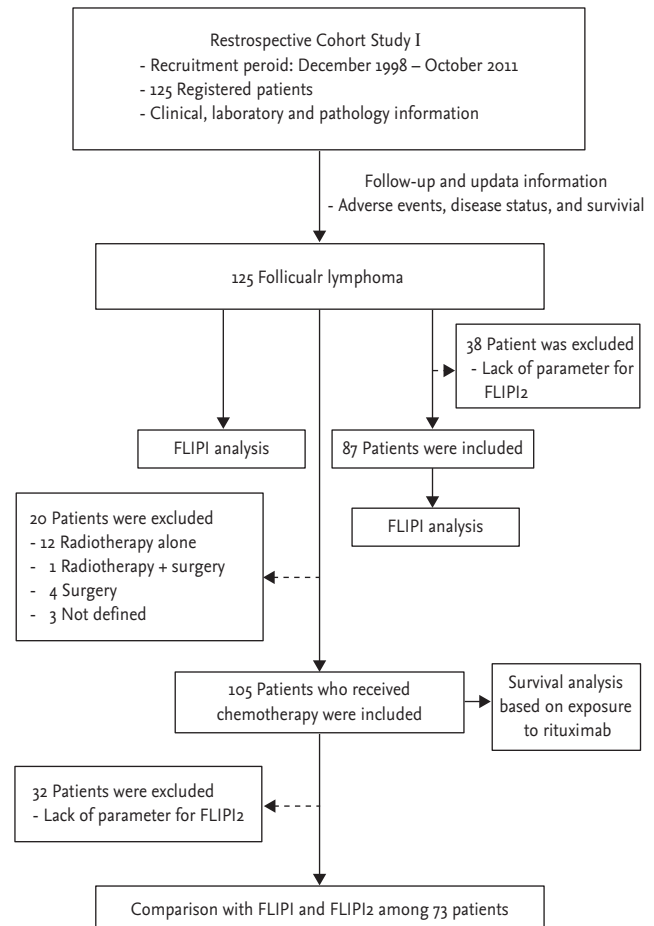 Restrospective Cohort Study I
- Recruitment peroid: December 1998 – October 2011
- 125 Registered patients
- Clinical, laboratory and pathology information
Follow-up and updata information
- Adverse events, disease status, and survivial
125 Follicualr lymphoma
38 Patient was excluded
- Lack of parameter for
FLIPI2
FLIPI analysis
87 Patients were included
FLIPI analysis
20 Patients were excluded
- 12 Radiotherapy alone
- 1 Radiotherapy + surgery
- 4 Surgery
- 3 Not defined
105 Patients who received
chemotherapy were included
Survival analysis
based on exposure
to rituximab
32 Patients were excluded
- Lack of parameter for FLIPI2
Comparison with FLIPI and FLIPI2 among 73 patients